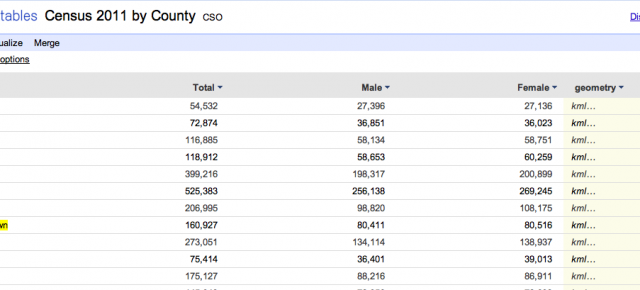 tables Census 2011 by County CSO
ualize Merge
options
Total Male Female geometry
54,532 27,396 27,136 kml...
72,874 36,851 36,023 kml...
116,885 58,134 58,751 kml...
118,912 58,653 60,259 kml...
399,216 198,317 200,899 kml...
525,383 256,138 269,245 kml...
206,995 98,820 108,175 kml...
wn 160,927 80,411 80,516 kml...
273,051 134,114 138,937 kml...
75,414 36,401 39,013 kml...
175,127 88,216 86,911 kml...